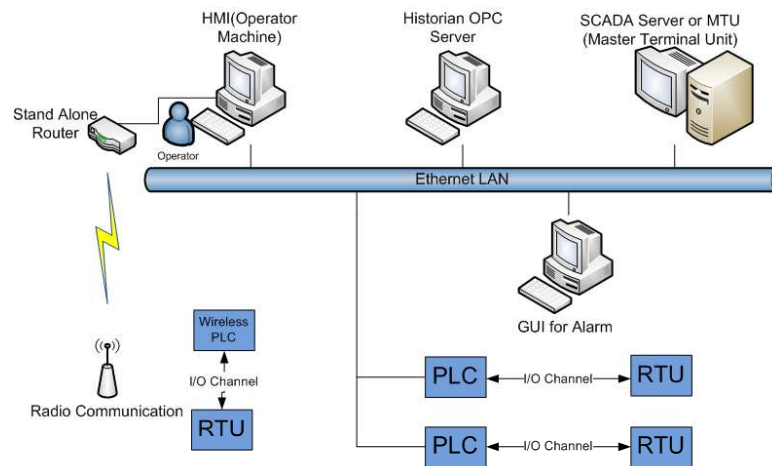 HMI(Operator
Machine)
Historian OPC
Server
SCADA Server or MTU
(Master Terminal Unit)
Stand Alone
Router
Operator
Ethernet LAN
GUI for Alarm
Wireless
PLC
I/O Channel
RTU
Radio Communication
PLC
I/O Channel
RTU
PLC
I/O Channel
RTU